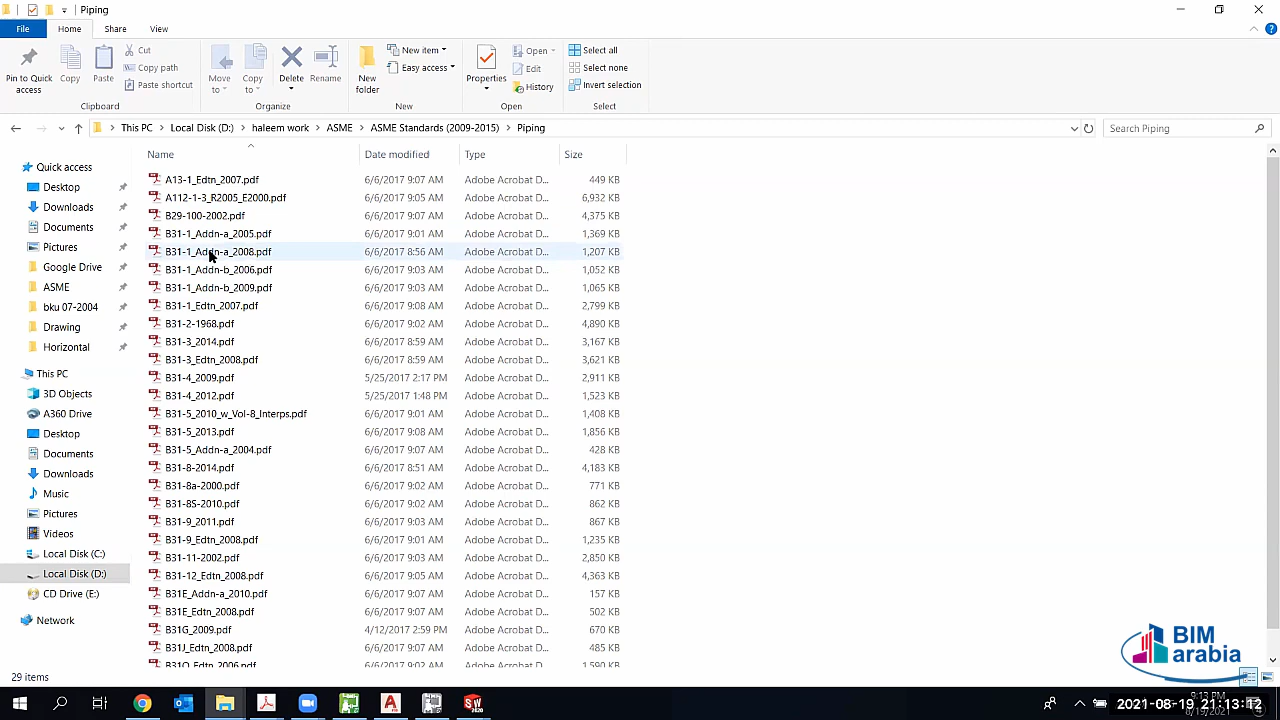 Piping
File Home Share View
Pin to Quick access
Copy
Paste
Cut
Copy path
Paste shortcut
Clipboard
Move to
Copy to
Delete
Rename
Organize
New folder
New item
Easy access
New
Properties
Open
Edit
History
Open
Select all
Select none
Invert selection
Select
This PC > Local Disk (D:) > haleem work > ASME > ASME Standards (2009-2015) > Piping
Search Piping
Quick access
Desktop
Downloads
Documents
Pictures
Google Drive
ASME
bku 07-2004
Drawing
Horizontal
This PC
3D Objects
A360 Drive
Desktop
Documents
Downloads
Music
Pictures
Videos
Local Disk (C:)
Local Disk (D:)
CD Drive (E:)
Network
Name Date modified Type Size
A13-1_Edtn_2007.pdf 6/6/2017 9:07 AM Adobe Acrobat D... 449 KB
A112-1-3_R2005_E2000.pdf 6/6/2017 9:05 AM Adobe Acrobat D... 6,932 KB
B29-100-2002.pdf 6/6/2017 9:07 AM Adobe Acrobat D... 4,375 KB
B31-1_Addn-a_2005.pdf 6/6/2017 9:01 AM Adobe Acrobat D... 1,369 KB
B31-1_Addn-a_2008.pdf 6/6/2017 8:56 AM Adobe Acrobat D... 1,207 KB
B31-1_Addn-b_2006.pdf 6/6/2017 9:03 AM Adobe Acrobat D... 1,052 KB
B31-1_Addn-b_2009.pdf 6/6/2017 9:03 AM Adobe Acrobat D... 1,065 KB
B31-1_Edtn_2007.pdf 6/6/2017 9:08 AM Adobe Acrobat D... 2,799 KB
B31-2-1968.pdf 6/6/2017 9:02 AM Adobe Acrobat D... 4,890 KB
B31-3_2014.pdf 6/6/2017 8:59 AM Adobe Acrobat D... 3,167 KB
B31-3_Edtn_2008.pdf 6/6/2017 8:59 AM Adobe Acrobat D... 3,621 KB
B31-4_2009.pdf 5/25/2017 2:17 PM Adobe Acrobat D... 2,911 KB
B31-4_2012.pdf 5/25/2017 1:48 PM Adobe Acrobat D... 1,523 KB
B31-5_2010_w_Vol-8_Interps.pdf 6/6/2017 9:01 AM Adobe Acrobat D... 1,408 KB
B31-5_2013.pdf 6/6/2017 9:08 AM Adobe Acrobat D... 1,856 KB
B31-5_Addn-a_2004.pdf 6/6/2017 9:07 AM Adobe Acrobat D... 428 KB
B31-8-2014.pdf 6/6/2017 8:51 AM Adobe Acrobat D... 4,183 KB
B31-8a-2000.pdf 6/6/2017 9:02 AM Adobe Acrobat D... 771 KB
B31-8S-2010.pdf 6/6/2017 9:02 AM Adobe Acrobat D... 862 KB
B31-9_2011.pdf 6/6/2017 9:03 AM Adobe Acrobat D... 867 KB
B31-9_Edtn_2008.pdf 6/6/2017 9:01 AM Adobe Acrobat D... 1,235 KB
B31-11-2002.pdf 6/6/2017 9:03 AM Adobe Acrobat D... 2,850 KB
B31-12_Edtn_2008.pdf 6/6/2017 9:05 AM Adobe Acrobat D... 4,363 KB
B31E_Addn-a_2010.pdf 6/6/2017 9:07 AM Adobe Acrobat D... 157 KB
B31E_Edtn_2008.pdf 6/6/2017 9:07 AM Adobe Acrobat D... 502 KB
B31G_2009.pdf 4/12/2017 2:59 PM Adobe Acrobat D... 670 KB
B31J_Edtn_2008.pdf 6/6/2017 9:07 AM Adobe Acrobat D... 485 KB
B31Q_Edtn_2006.pdf 6/6/2017 9:02 AM Adobe Acrobat D... 1,590 KB
29 items
BIM
arabia
9:13 PM
8/19/2021
2021-08-19 21:13:12